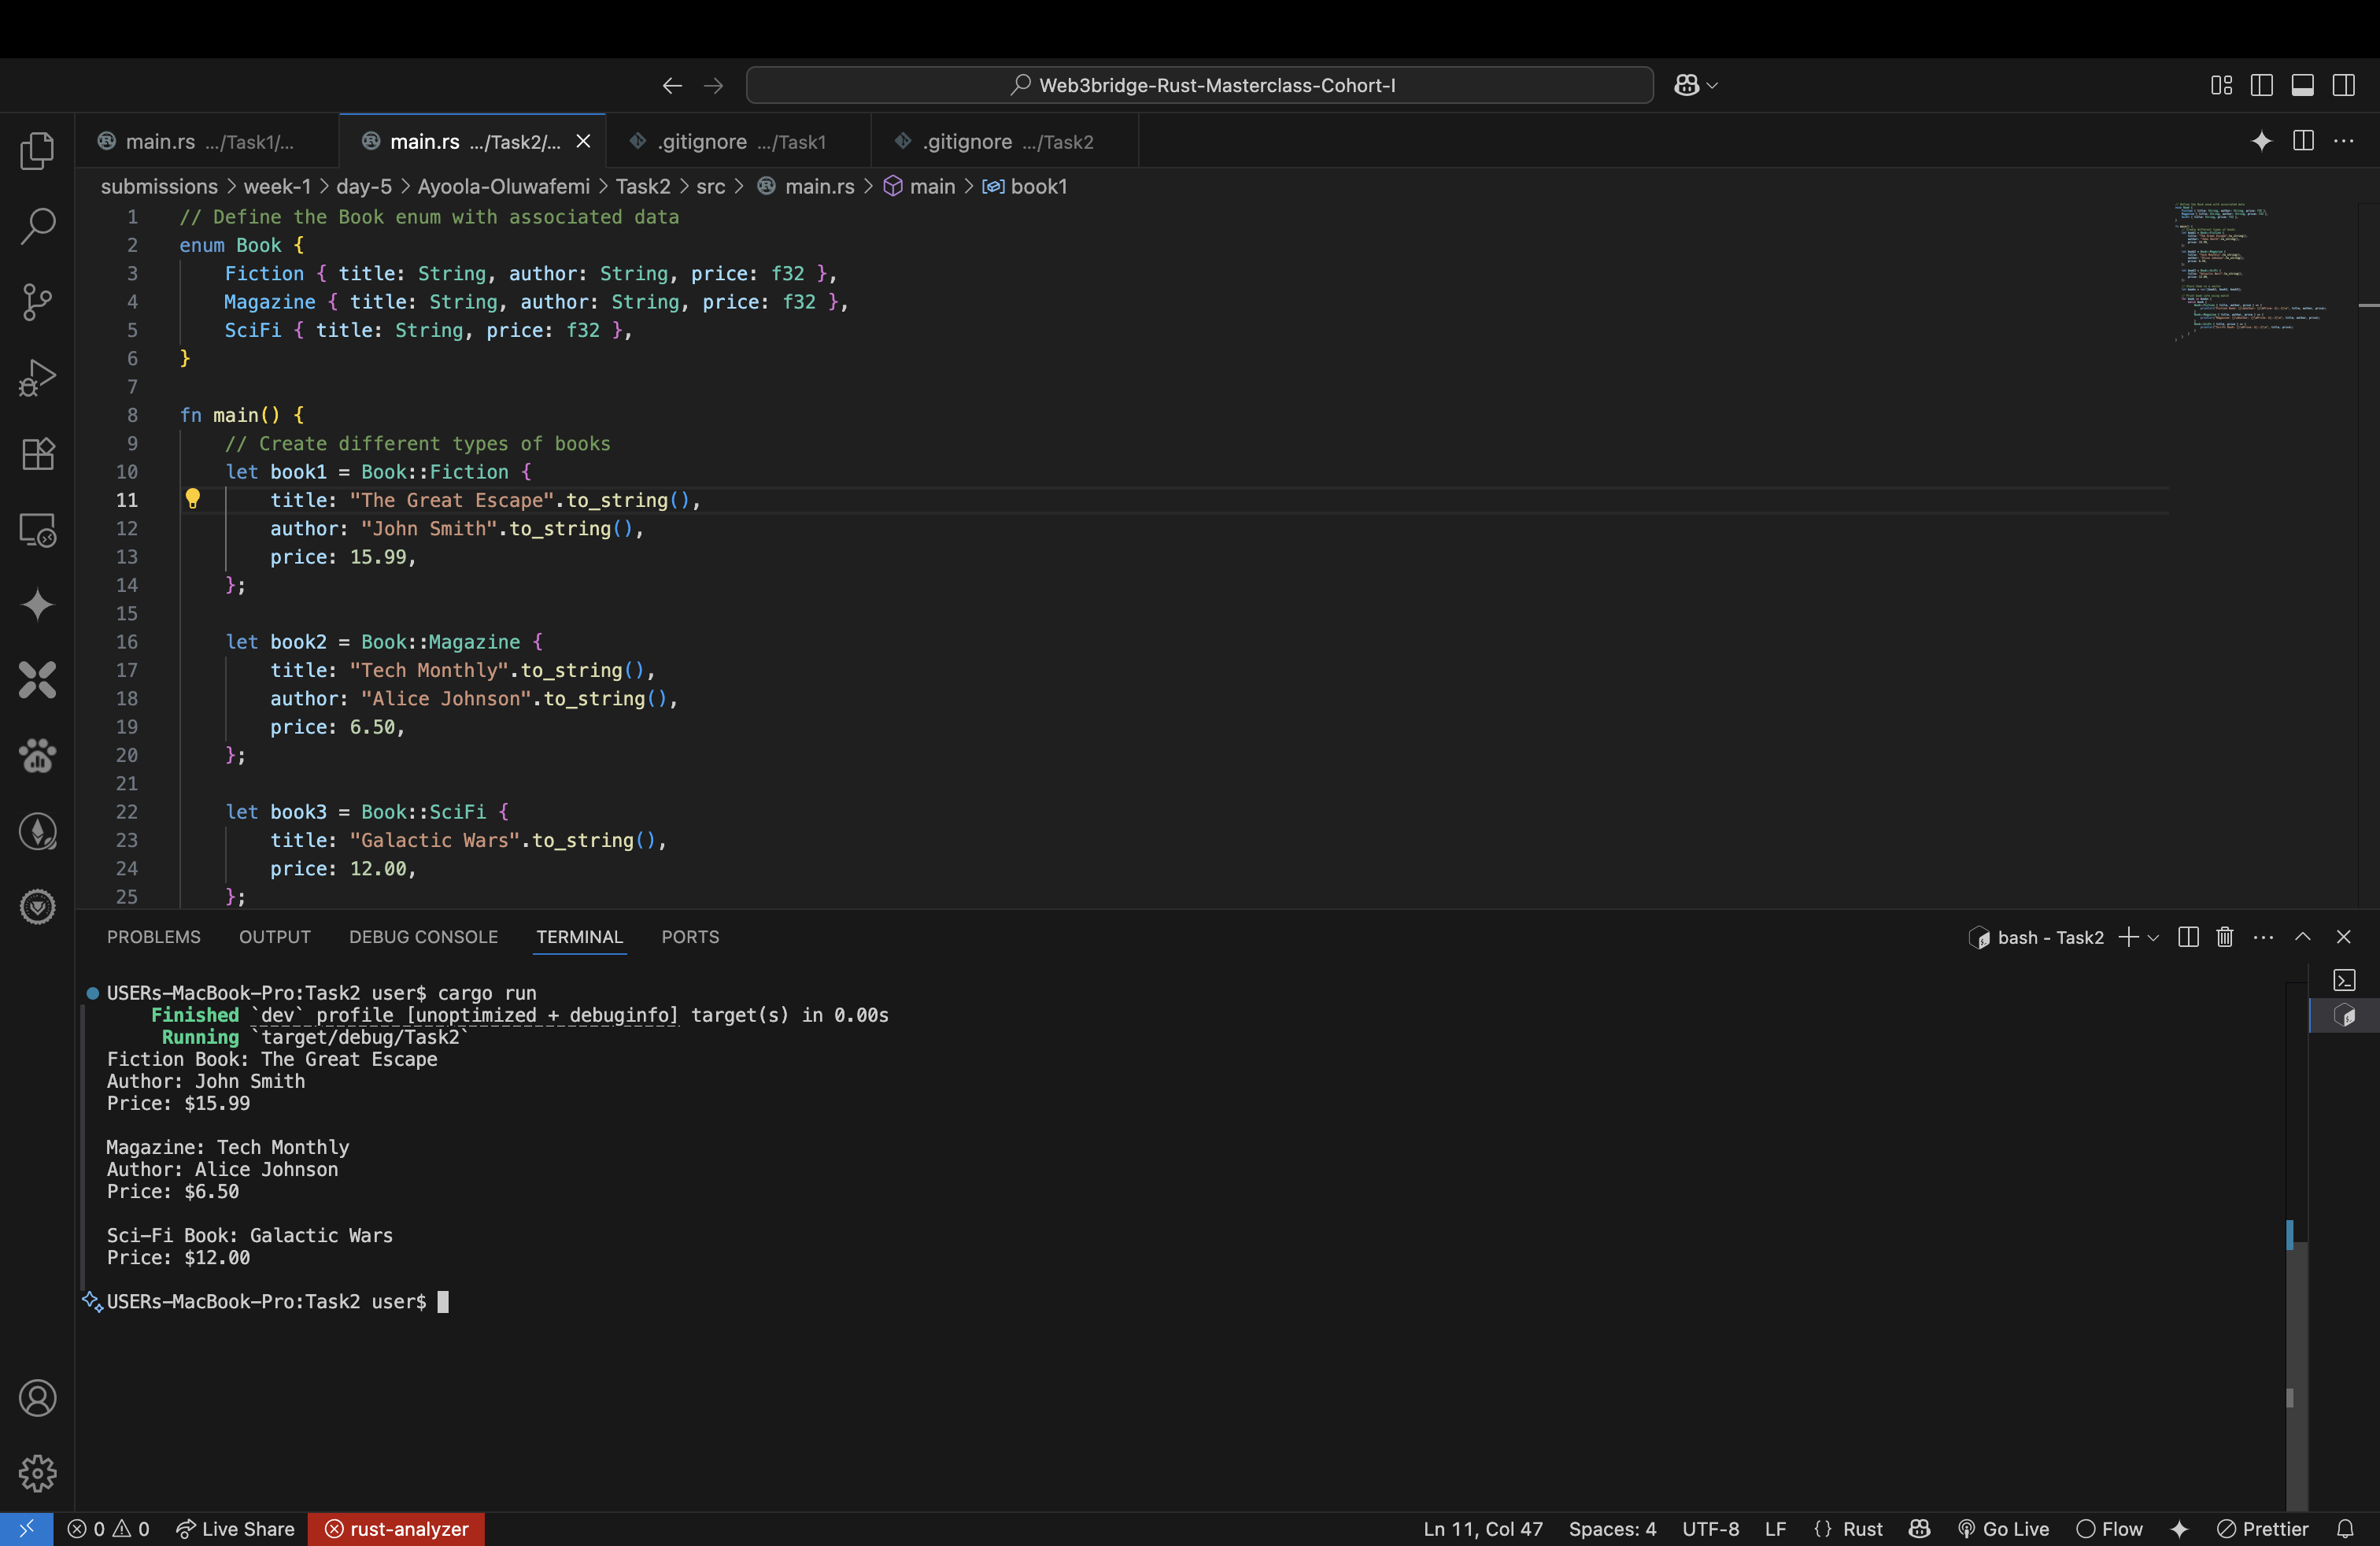 Web3bridge-Rust-Masterclass-Cohort-I
main.rs .../Task1/...
main.rs .../Task2/...
.gitignore .../Task1
.gitignore .../Task2
submissions > week-1 > day-5 > Ayoola-Oluwafemi > Task2 > src > main.rs > main > book1
1 // Define the Book enum with associated data
2 enum Book {
3     Fiction { title: String, author: String, price: f32 },
4     Magazine { title: String, author: String, price: f32 },
5     SciFi { title: String, price: f32 },
6 }
7
8 fn main() {
9     // Create different types of books
10     let book1 = Book::Fiction {
11         title: "The Great Escape".to_string(),
12         author: "John Smith".to_string(),
13         price: 15.99,
14     };
15
16     let book2 = Book::Magazine {
17         title: "Tech Monthly".to_string(),
18         author: "Alice Johnson".to_string(),
19         price: 6.50,
20     };
21
22     let book3 = Book::SciFi {
23         title: "Galactic Wars".to_string(),
24         price: 12.00,
25     };
PROBLEMS OUTPUT DEBUG CONSOLE TERMINAL PORTS
bash - Task2
USERs-MacBook-Pro:Task2 user$ cargo run
Finished `dev` profile [unoptimized + debuginfo] target(s) in 0.00s
Running `target/debug/Task2`
Fiction Book: The Great Escape
Author: John Smith
Price: $15.99
Magazine: Tech Monthly
Author: Alice Johnson
Price: $6.50
Sci-Fi Book: Galactic Wars
Price: $12.00
USERs-MacBook-Pro:Task2 user$
0 0 Live Share rust-analyzer Ln 11, Col 47 Spaces: 4 UTF-8 LF {} Rust Go Live Flow Prettier